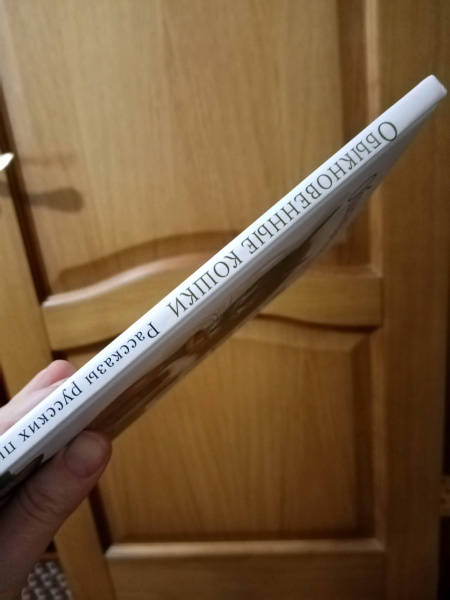 Обыкновенные кошки Рассказы русских